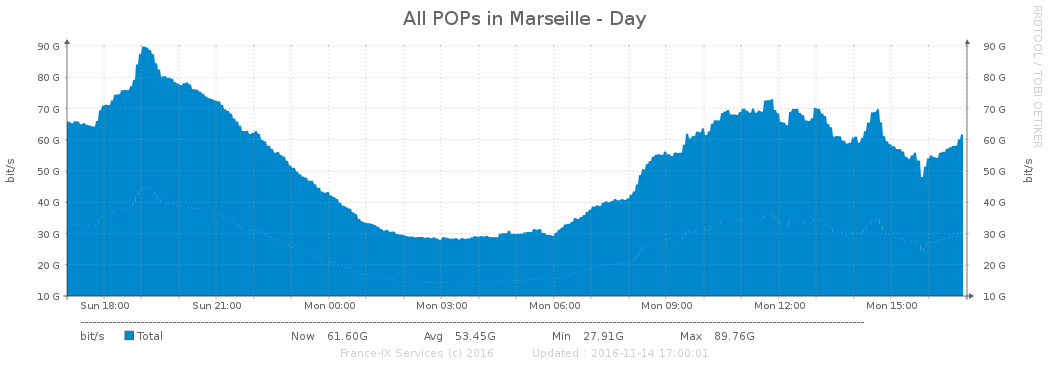 All POPs in Marseille - Day
RRDTOOL / TOBI OETIKER
bit/s
90 G 90 G
80 G 80 G
70 G 70 G
60 G 60 G
50 G 50 G
40 G 40 G
30 G 30 G
20 G 20 G
10 G 10 G
bit/s
Sun 18:00 Sun 21:00 Mon 00:00 Mon 03:00 Mon 06:00 Mon 09:00 Mon 12:00 Mon 15:00
bit/s Total Now 61.60G Avg 53.45G Min 27.91G Max 89.76G
France-IX Services (c) 2016 Updated : 2016-11-14 17:00:01